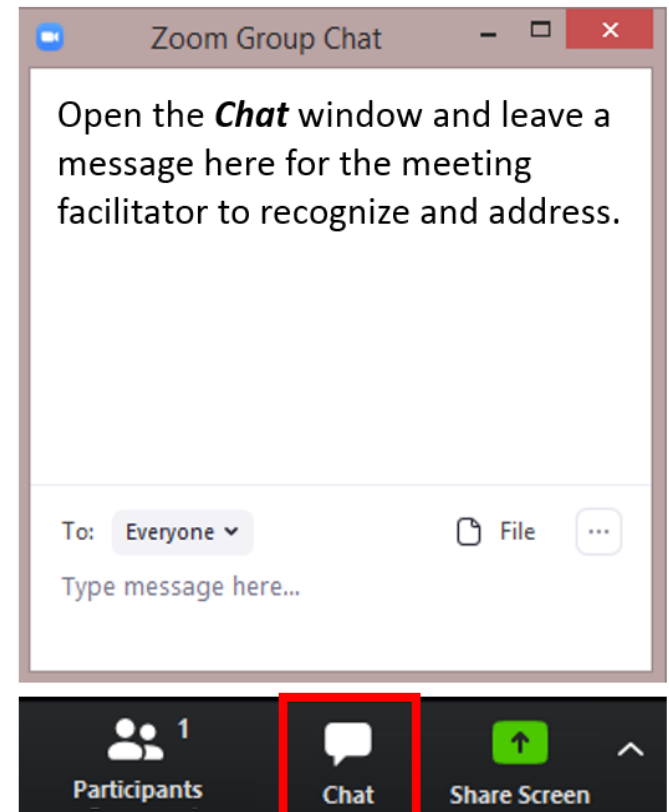 Zoom Group Chat
Open the Chat window and leave a
message here for the meeting
facilitator to recognize and address.
To: Everyone File
Type message here...
1
Participants Chat Share Screen